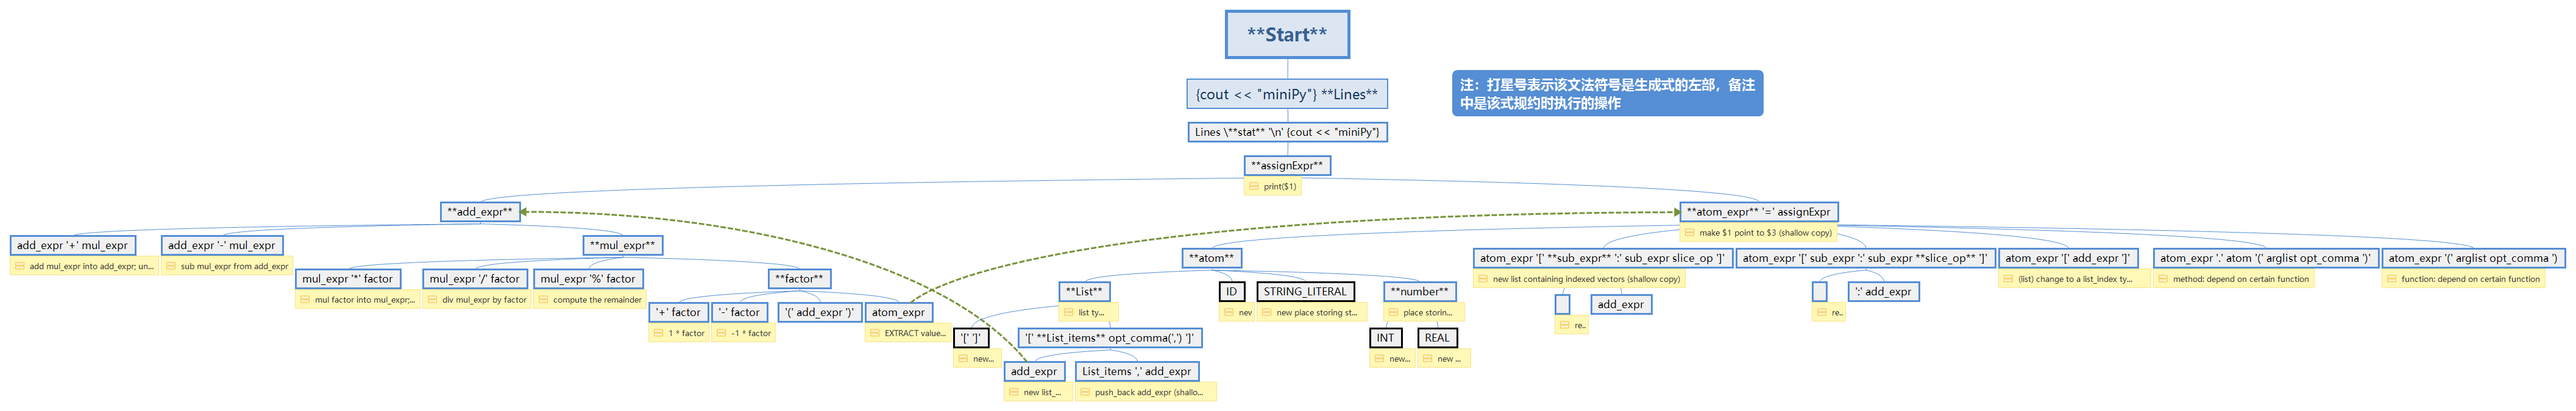 **Start**
{cout << "miniPy"} **Lines**
注：打星号表示该文法符号是生成式的左部，备注
中是该式规约时执行的操作
Lines \**stat** '\n' {cout << "miniPy"}
**assignExpr**
print($1)
**add_expr**
**atom_expr** '=' assignExpr
make $1 point to $3 (shallow copy)
add_expr '+' mul_expr
add mul_expr into add_expr; un...
add_expr '-' mul_expr
sub mul_expr from add_expr
**mul_expr**
mul_expr '*' factor
mul factor into mul_expr;...
mul_expr '/' factor
div mul_expr by factor
mul_expr '%' factor
compute the remainder
**factor**
'+' factor
1 * factor
'-' factor
-1 * factor
'(' add_expr ')'
atom_expr
EXTRACT value...
**atom**
**List**
list ty...
'[' ']'
new...
'[' **List_items** opt_comma(',') ']'
add_expr
new list_...
List_items ',' add_expr
push_back add_expr (shallo...
ID
nev
STRING_LITERAL
new place storing st...
**number**
place storin...
INT
new...
REAL
new ...
atom_expr '[' **sub_expr** ':' sub_expr slice_op ']'
new list containing indexed vectors (shallow copy)
re..
add_expr
atom_expr '[' sub_expr ':' sub_expr **slice_op** ']'
re..
':' add_expr
atom_expr '[' add_expr ']'
(list) change to a list_index ty...
atom_expr '.' atom '(' arglist opt_comma ')'
method: depend on certain function
atom_expr '(' arglist opt_comma ')
function: depend on certain function